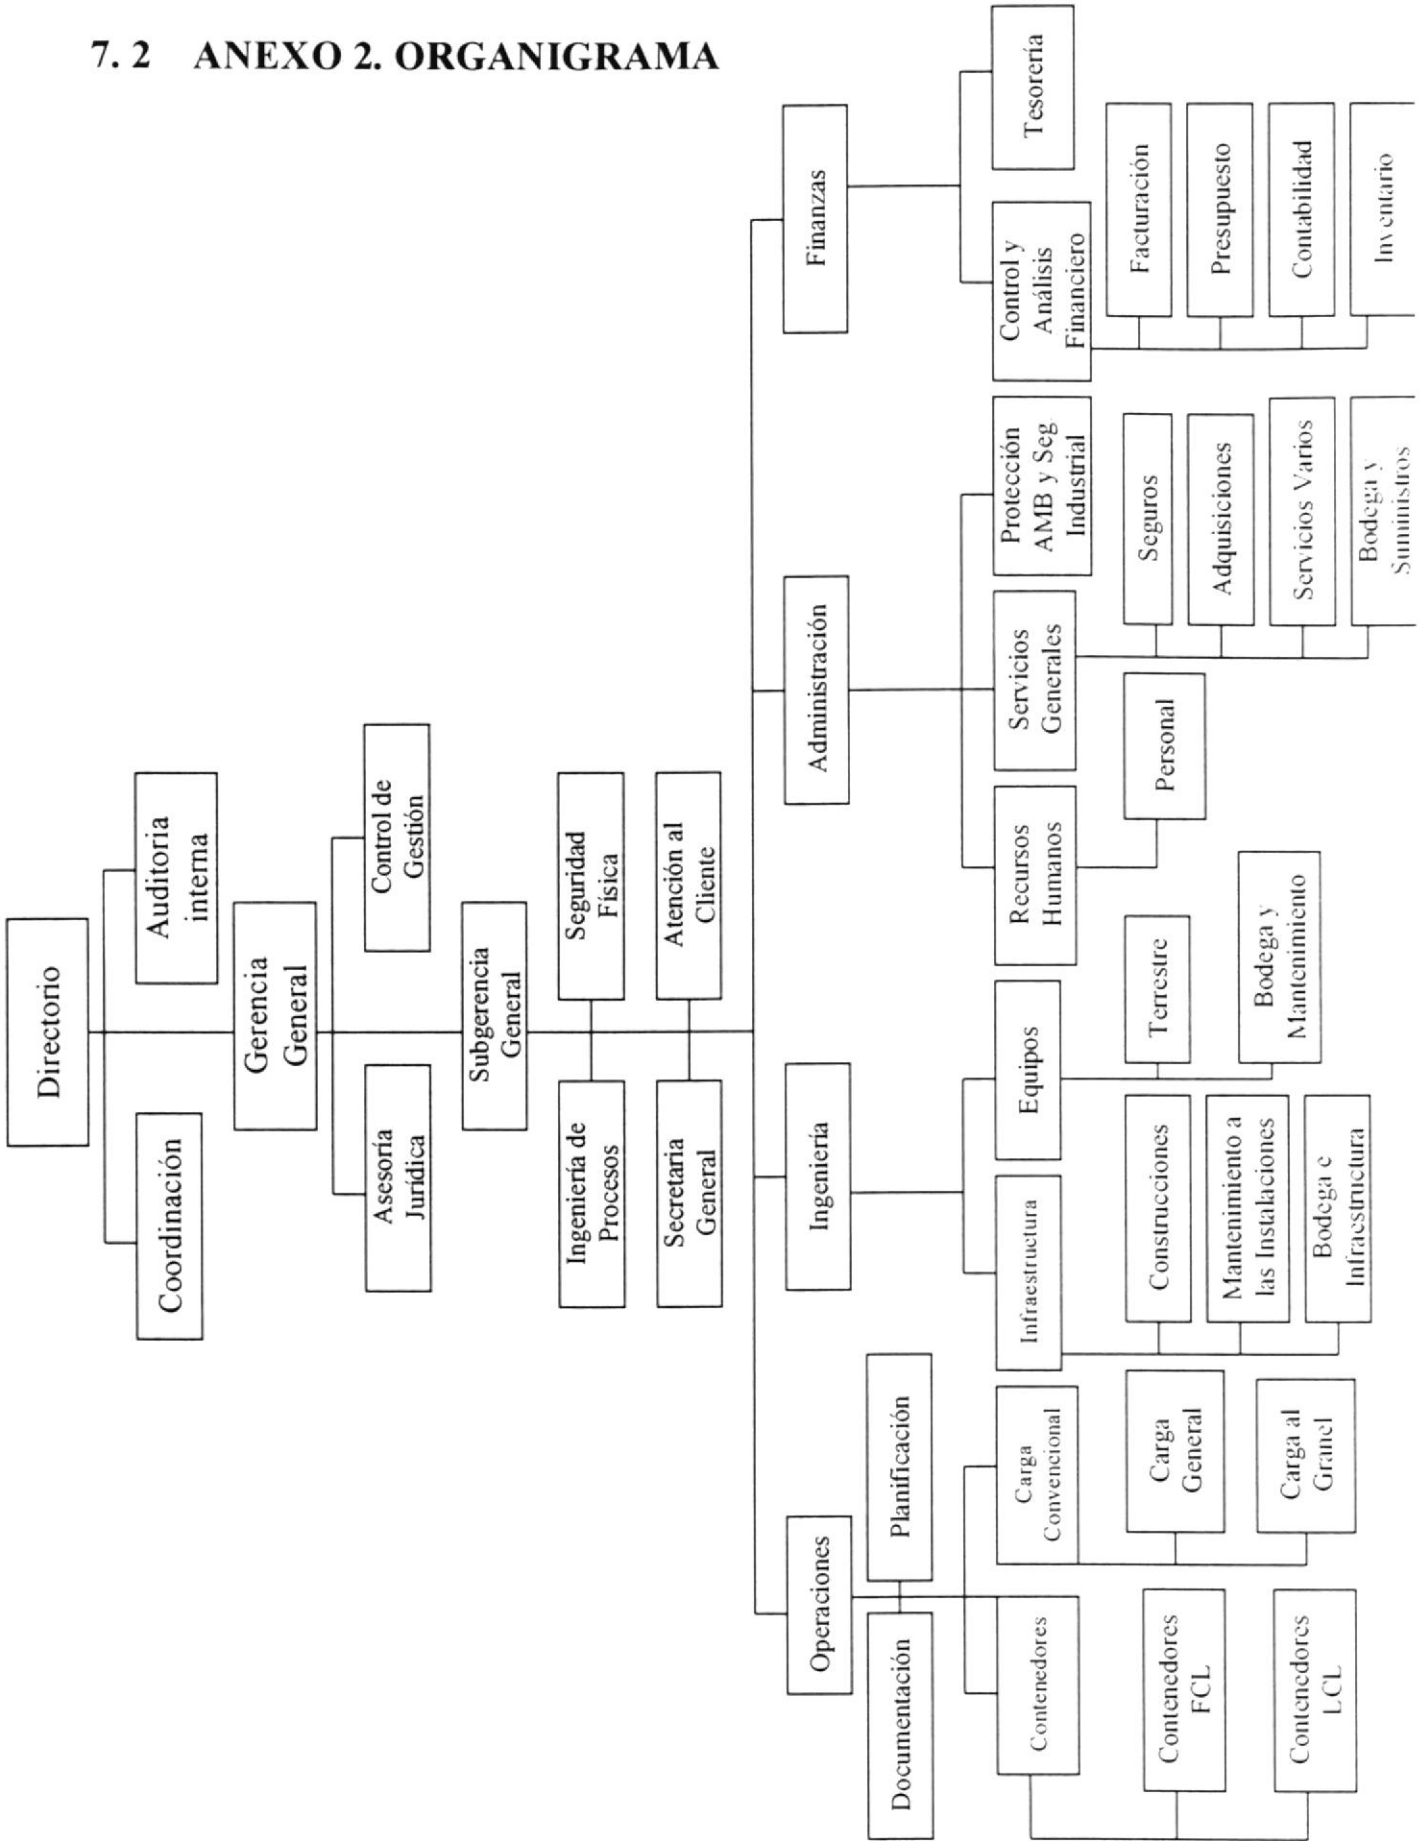 7. 2 ANEXO 2. ORGANIGRAMA
Directorio
Coordinación
Auditoria
interna
Gerencia
General
Asesoría
Jurídica
Control de
Gestión
Subgerencia
General
Ingeniería de
Procesos
Seguridad
Física
Secretaria
General
Atención al
Cliente
Operaciones
Ingeniería
Administración
Finanzas
Documentación
Planificación
Contenedores
Carga
Convencional
Infraestructura
Equipos
Recursos
Humanos
Servicios
Generales
Protección
AMB y Seg
Industrial
Control y
Análisis
Financiero
Tesorería
Contenedores
FCL
Contenedores
LCL
Carga
General
Carga al
Granel
Construcciones
Mantenimiento a
las Instalaciones
Bodega e
Infraestructura
Terrestre
Bodega y
Mantenimiento
Personal
Seguros
Adquisiciones
Servicios Varios
Bodega y
Suministros
Facturación
Presupuesto
Contabilidad
Inventario